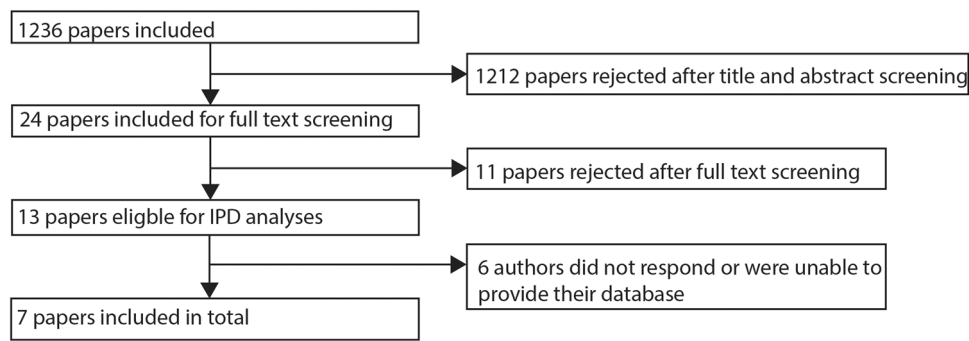 1236 papers included
1212 papers rejected after title and abstract screening
24 papers included for full text screening
11 papers rejected after full text screening
13 papers eligble for IPD analyses
6 authors did not respond or were unable to
provide their database
7 papers included in total